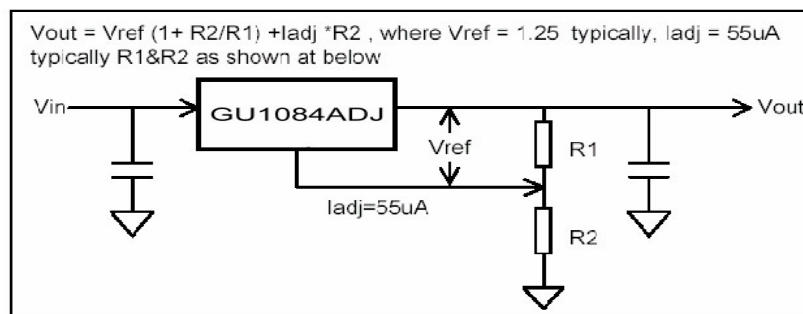 Vout = Vref (1+ R2/R1) +Iadj *R2 , where Vref = 1.25 typically, Iadj = 55uA
typically R1&R2 as shown at below
Vin
GU1084ADJ
Vout
Vref
R1
Iadj=55uA
R2